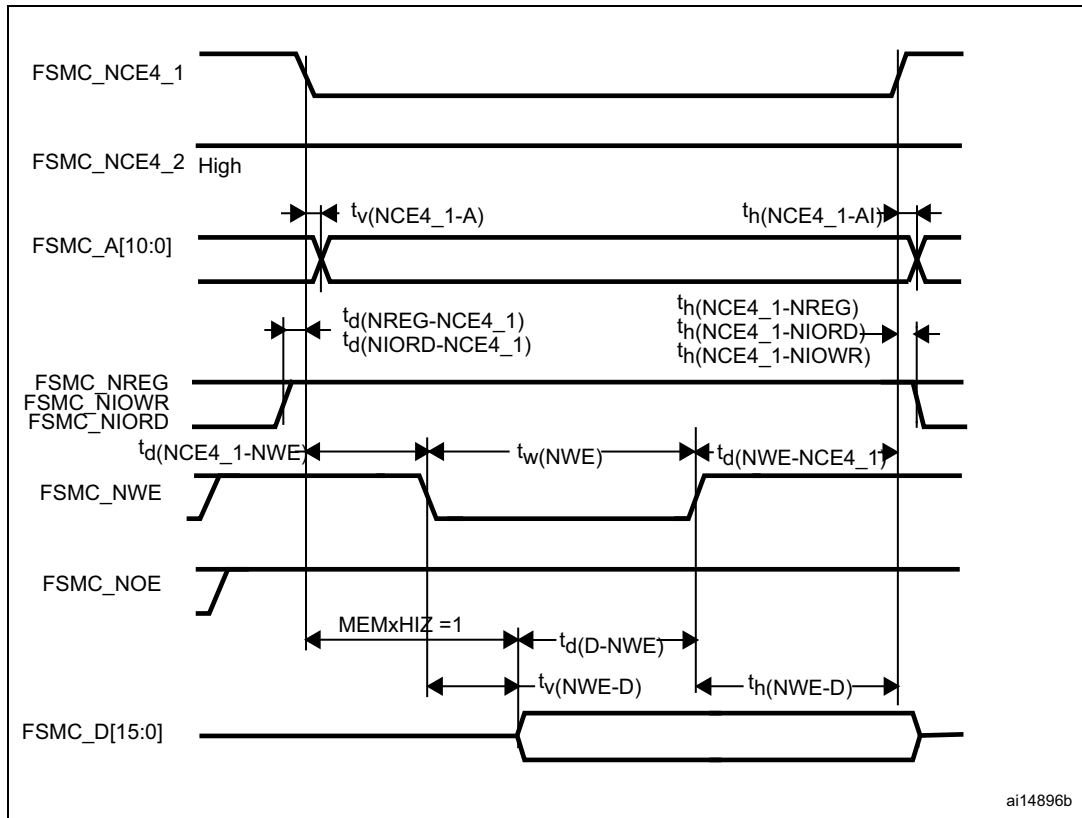 FSMC_NCE4_1
FSMC_NCE4_2 High
tv(NCE4_1-A)
th(NCE4_1-AI)
FSMC_A[10:0]
td(NREG-NCE4_1)
td(NIORD-NCE4_1)
th(NCE4_1-NREG)
th(NCE4_1-NIORD)
th(NCE4_1-NIOWR)
FSMC_NREG
FSMC_NIOWR
FSMC_NIORD
td(NCE4_1-NWE)
tw(NWE)
td(NWE-NCE4_1)
FSMC_NWE
FSMC_NOE
MEMxHIZ =1
td(D-NWE)
tv(NWE-D)
th(NWE-D)
FSMC_D[15:0]
ai14896b